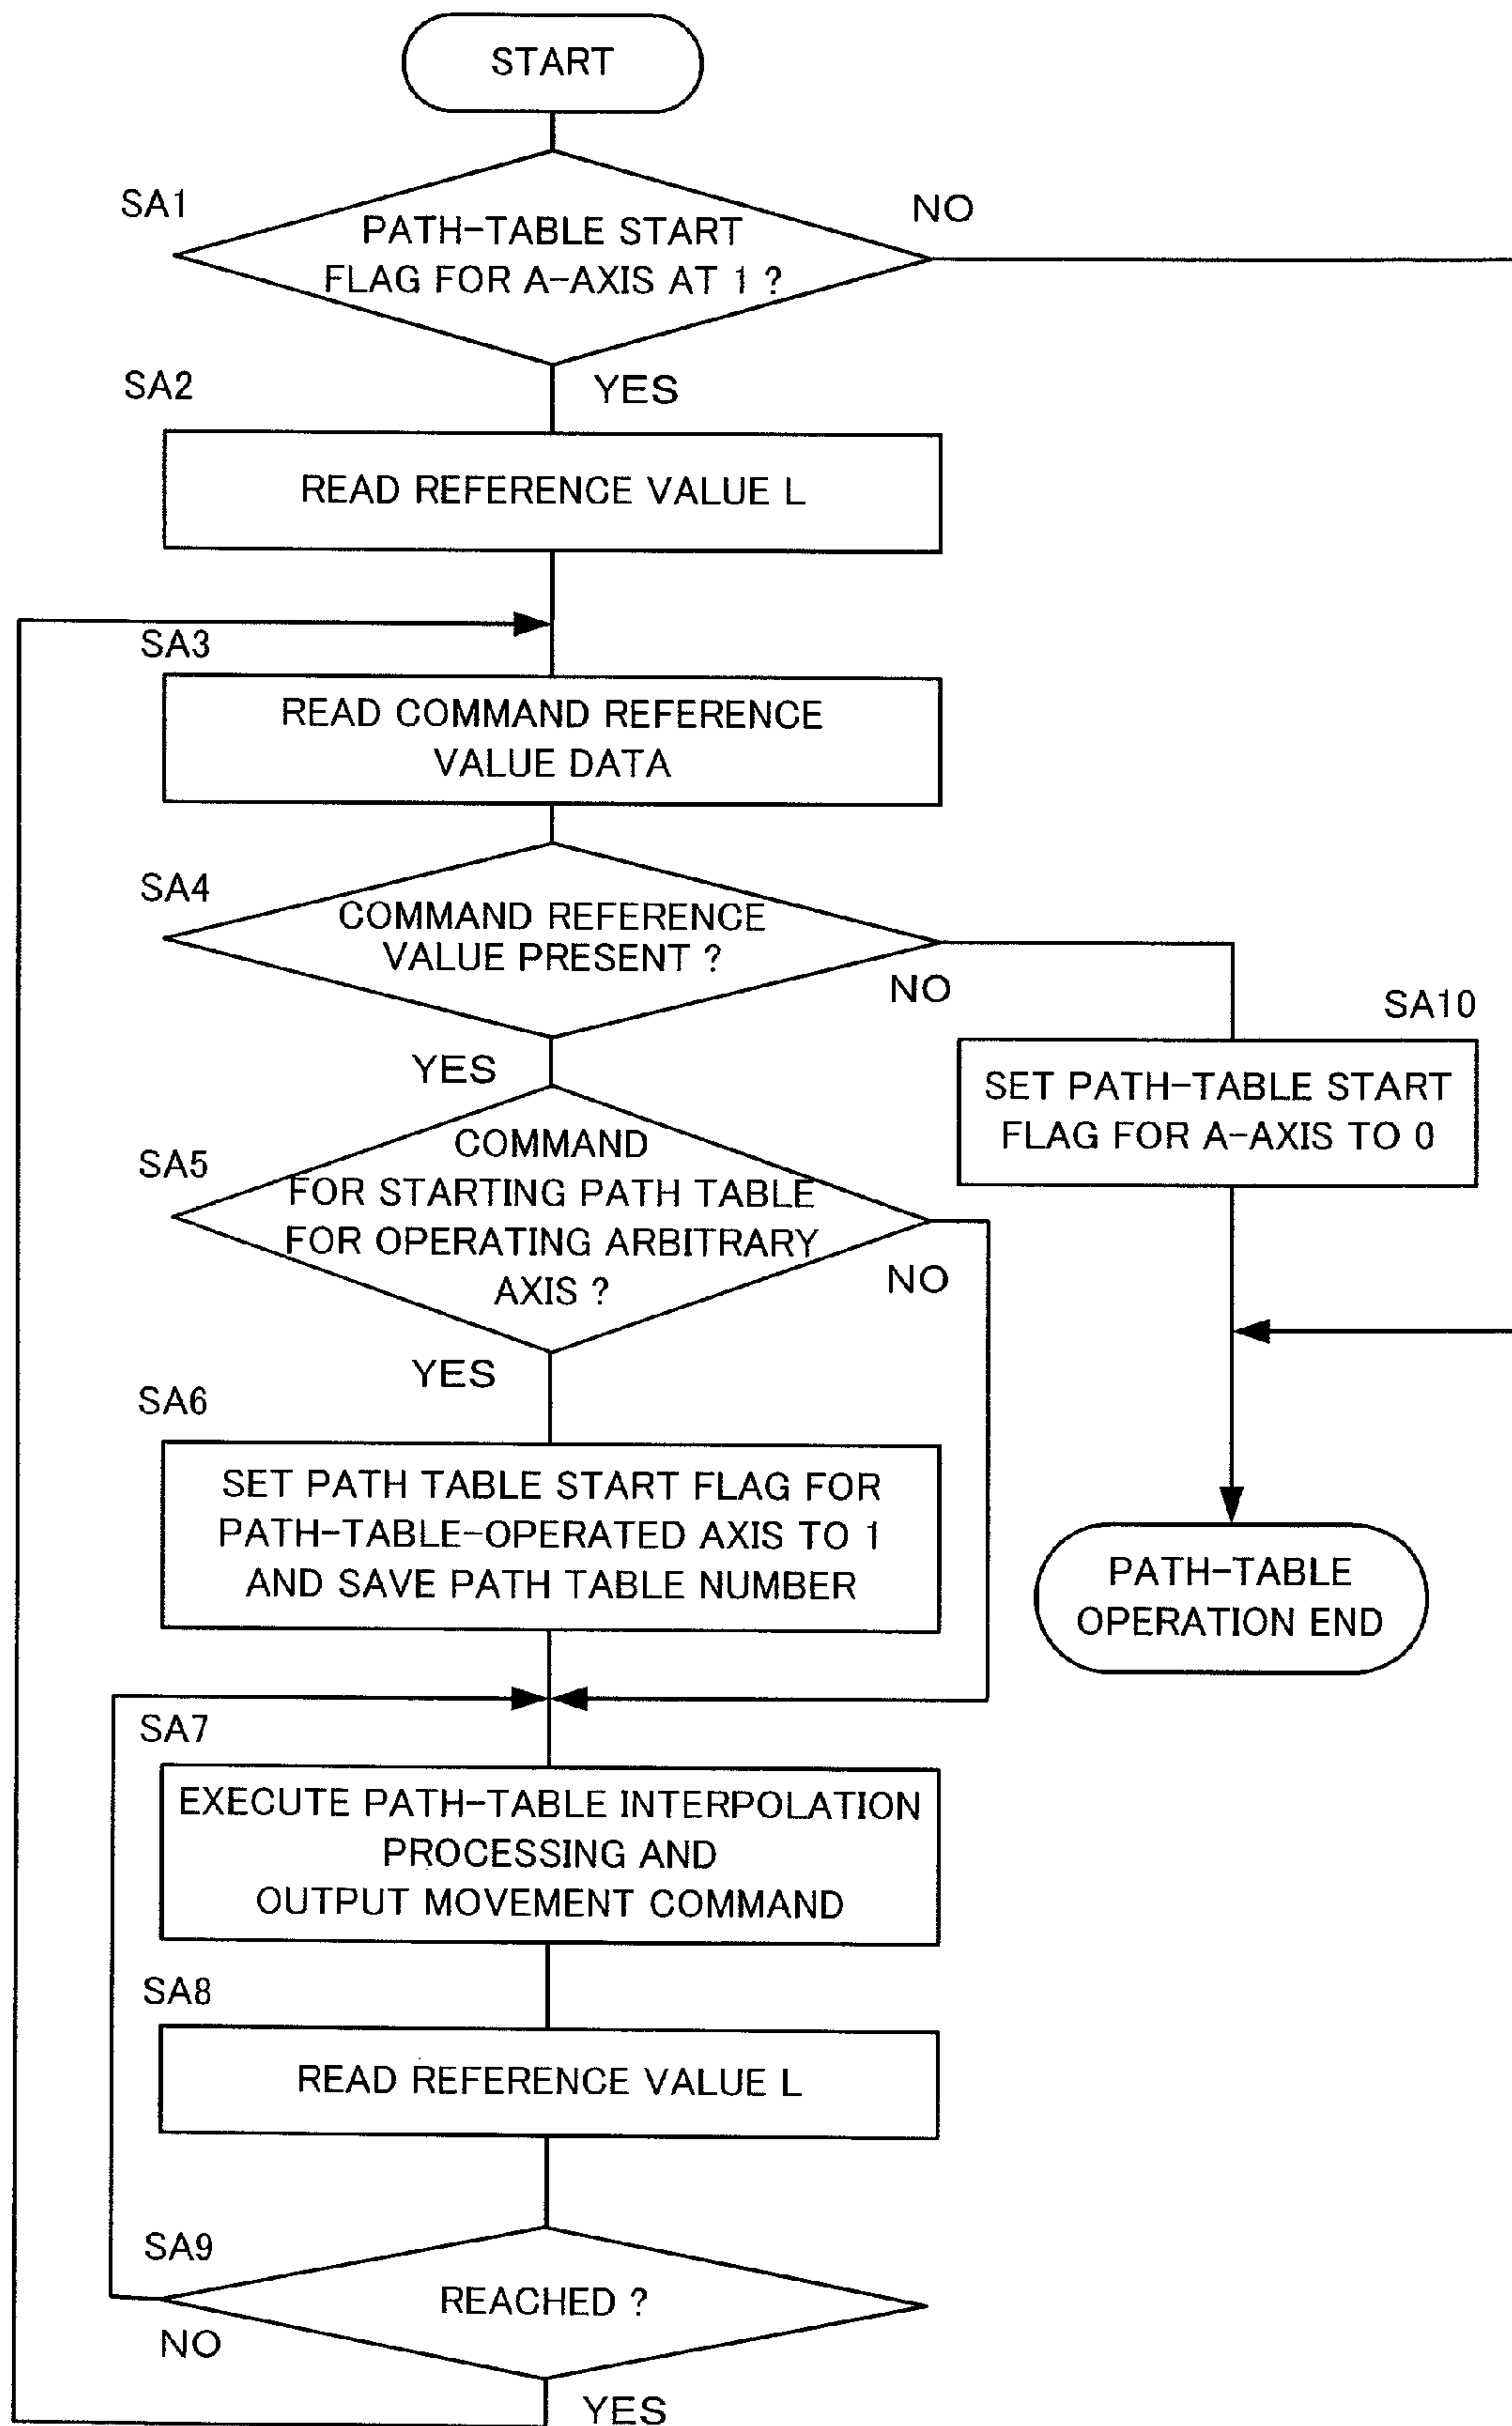 START
SA1
NO
PATH-TABLE START
FLAG FOR A-AXIS AT 1 ?
SA2
YES
READ REFERENCE VALUE L
SA3
READ COMMAND REFERENCE
VALUE DATA
SA4
COMMAND REFERENCE
VALUE PRESENT ?
NO
SA10
YES
SET PATH-TABLE START
FLAG FOR A-AXIS TO 0
SA5
COMMAND
FOR STARTING PATH TABLE
FOR OPERATING ARBITRARY
AXIS ?
NO
YES
SA6
SET PATH TABLE START FLAG FOR
PATH-TABLE-OPERATED AXIS TO 1
AND SAVE PATH TABLE NUMBER
PATH-TABLE
OPERATION END
SA7
EXECUTE PATH-TABLE INTERPOLATION
PROCESSING AND
OUTPUT MOVEMENT COMMAND
SA8
READ REFERENCE VALUE L
SA9
REACHED ?
NO
YES